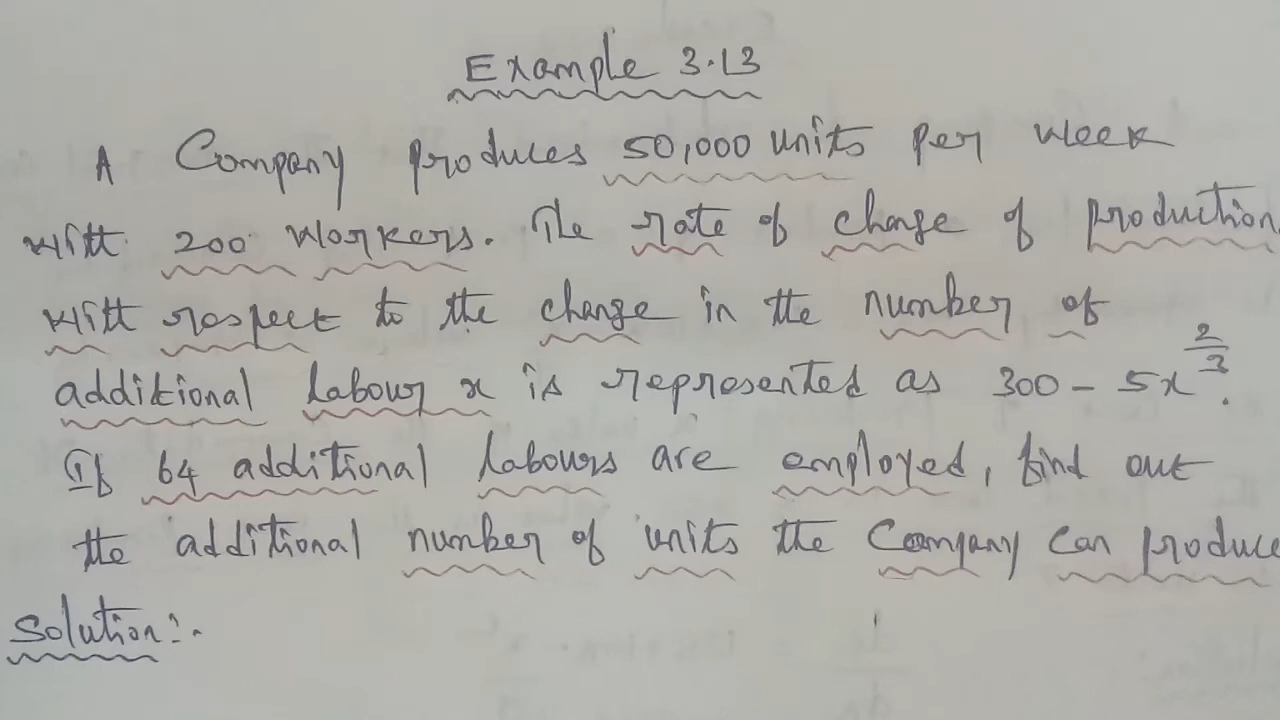 Example 3.13
A Company produces 50,000 units per week
with 200 workers. The rate of change of production
with respect to the change in the number of
additional labour x is represented as 300 - 5x^(2/3).
If 64 additional labours are employed, find out
the additional number of units the Company can produce
Solution:-